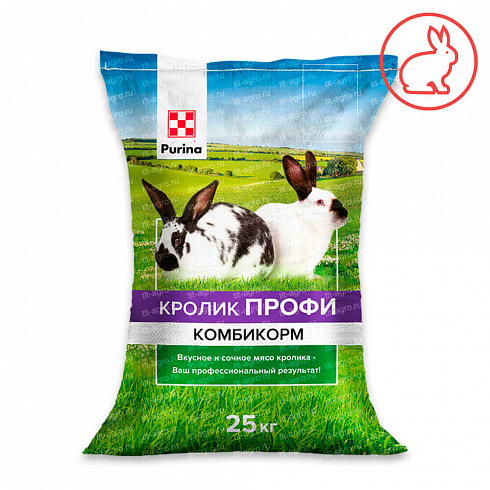 Purina
КРОЛИК ПРОФИ
КОМБИКОРМ
Вкусное и сочное мясо кролика -
Ваш профессиональный результат!
25 кг